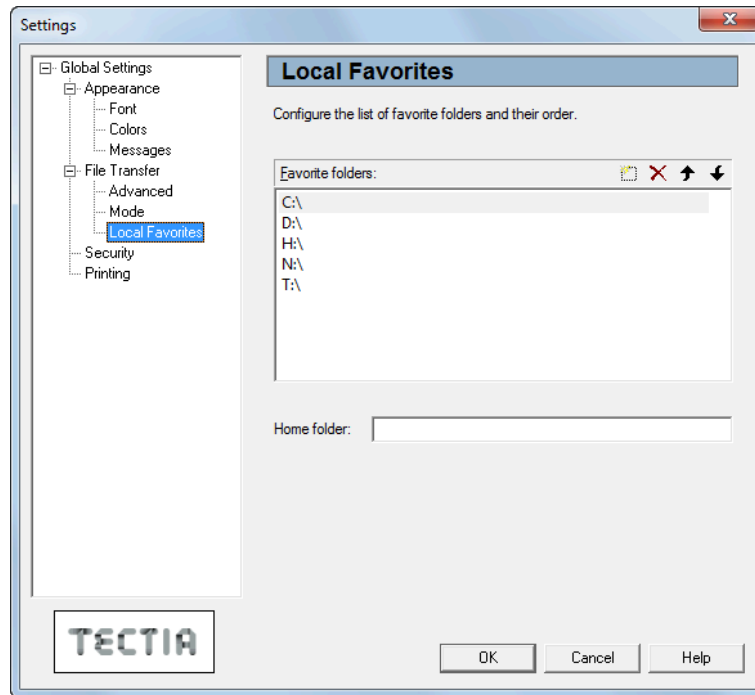 Settings
Global Settings
Appearance
Font
Colors
Messages
File Transfer
Advanced
Mode
Local Favorites
Security
Printing
Local Favorites
Configure the list of favorite folders and their order.
Favorite folders:
C:\
D:\
H:\
N:\
T:\
Home folder:
TECTIA
OK Cancel Help